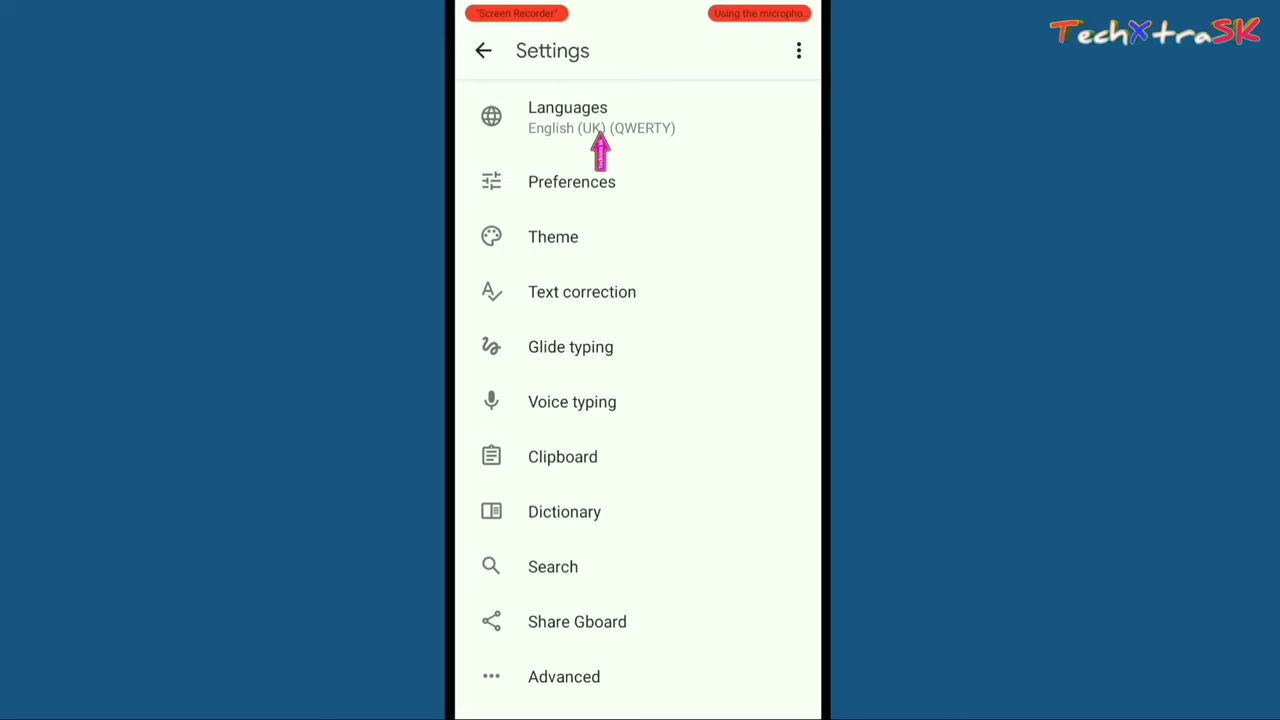 "Screen Recorder"
Using the micropho...
TechXtraSK
Settings
Languages
English (UK) (QWERTY)
Preferences
Theme
Text correction
Glide typing
Voice typing
Clipboard
Dictionary
Search
Share Gboard
Advanced